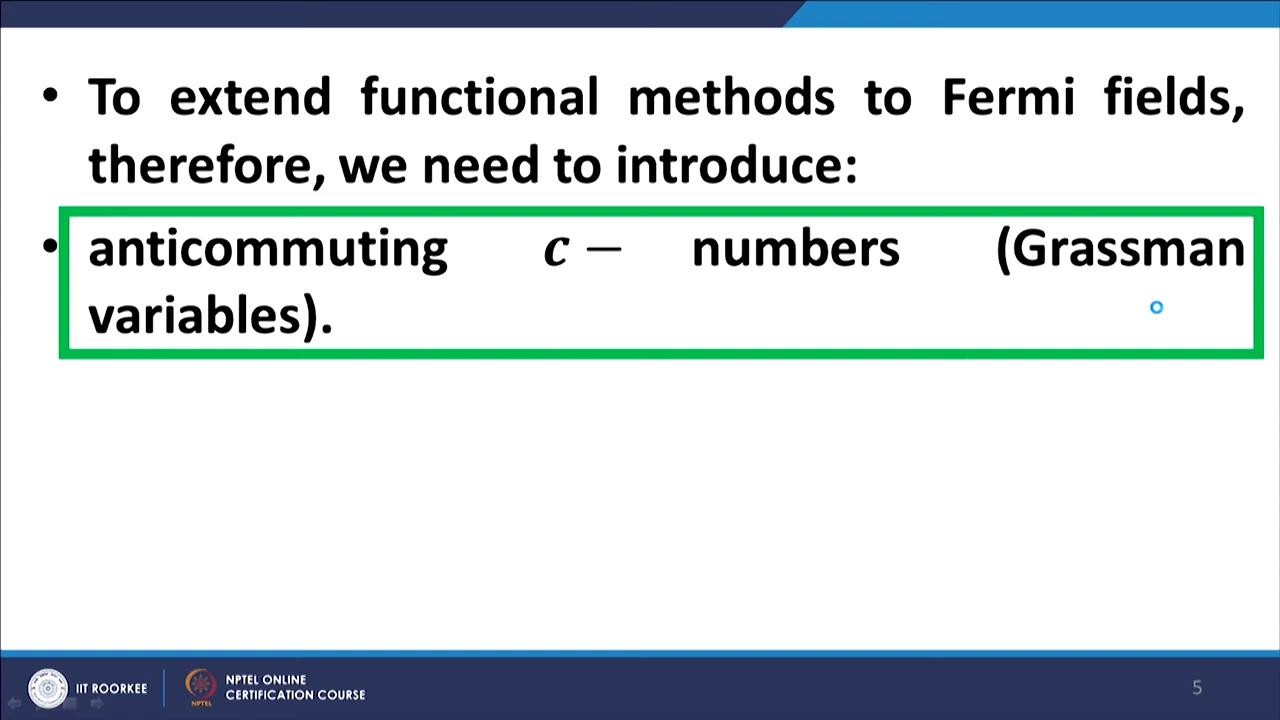 • To extend functional methods to Fermi fields,
therefore, we need to introduce:
• anticommuting c − numbers (Grassman
variables).
IIT ROORKEE
NPTEL ONLINE
CERTIFICATION COURSE
NPTEL
5